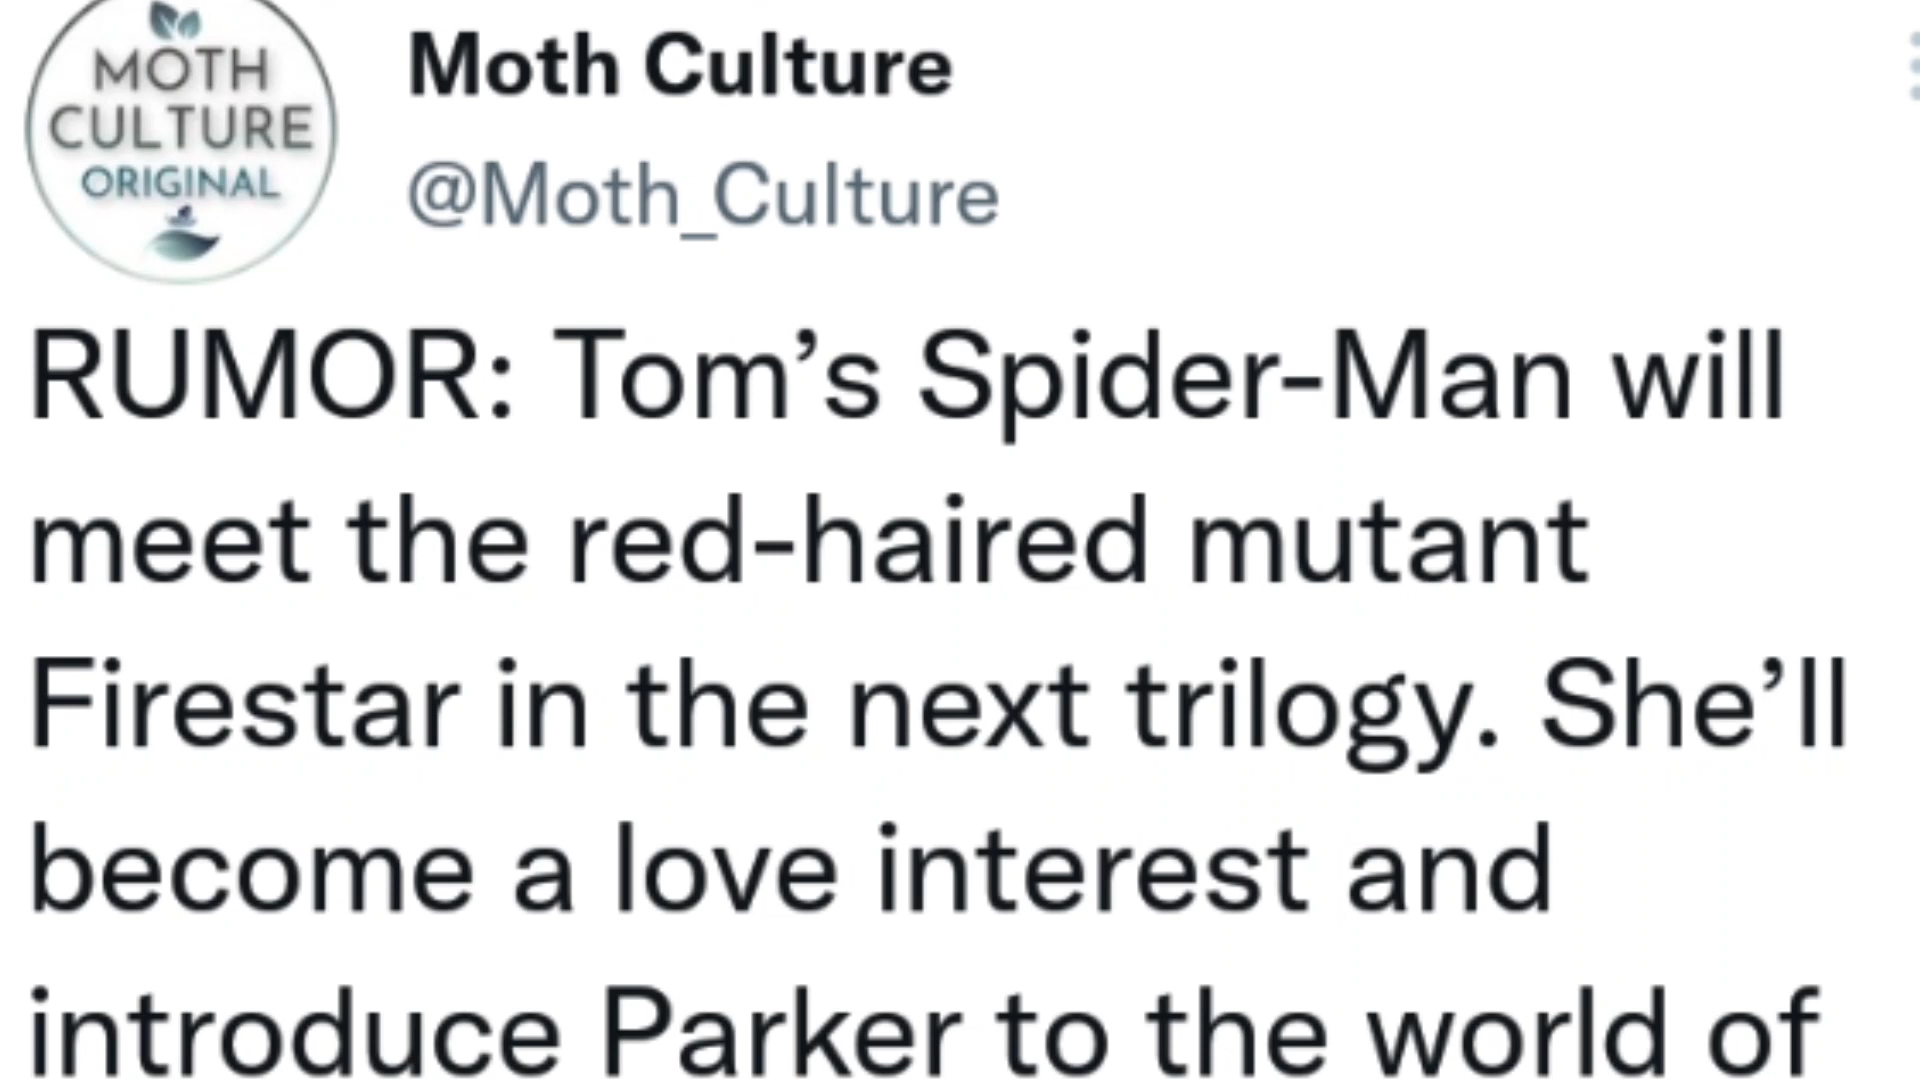 MOTH
CULTURE
ORIGINAL
Moth Culture
@Moth_Culture
RUMOR: Tom’s Spider-Man will
meet the red-haired mutant
Firestar in the next trilogy. She’ll
become a love interest and
introduce Parker to the world of